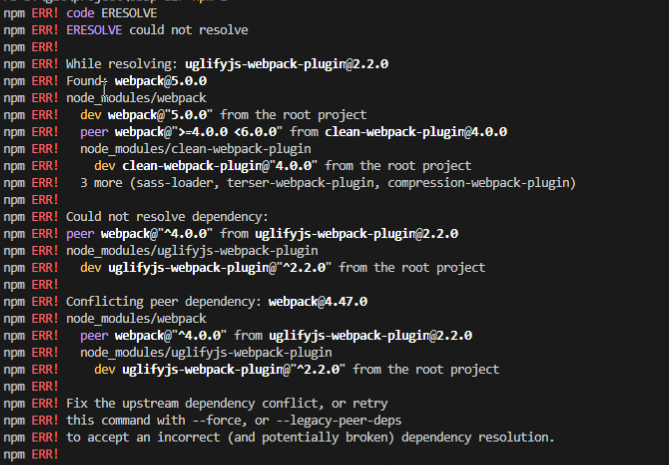 npm ERR! code ERESOLVE
npm ERR! ERESOLVE could not resolve
npm ERR!
npm ERR! While resolving: uglifyjs-webpack-plugin@2.2.0
npm ERR! Found: webpack@5.0.0
npm ERR! node_modules/webpack
npm ERR!   dev webpack@"5.0.0" from the root project
npm ERR!   peer webpack@">=4.0.0 <6.0.0" from clean-webpack-plugin@4.0.0
npm ERR!   node_modules/clean-webpack-plugin
npm ERR!     dev clean-webpack-plugin@"4.0.0" from the root project
npm ERR!   3 more (sass-loader, terser-webpack-plugin, compression-webpack-plugin)
npm ERR!
npm ERR! Could not resolve dependency:
npm ERR! peer webpack@"^4.0.0" from uglifyjs-webpack-plugin@2.2.0
npm ERR! node_modules/uglifyjs-webpack-plugin
npm ERR!   dev uglifyjs-webpack-plugin@"^2.2.0" from the root project
npm ERR!
npm ERR! Conflicting peer dependency: webpack@4.47.0
npm ERR! node_modules/webpack
npm ERR!   peer webpack@"^4.0.0" from uglifyjs-webpack-plugin@2.2.0
npm ERR!   node_modules/uglifyjs-webpack-plugin
npm ERR!     dev uglifyjs-webpack-plugin@"^2.2.0" from the root project
npm ERR!
npm ERR! Fix the upstream dependency conflict, or retry
npm ERR! this command with --force, or --legacy-peer-deps
npm ERR! to accept an incorrect (and potentially broken) dependency resolution.
npm ERR!